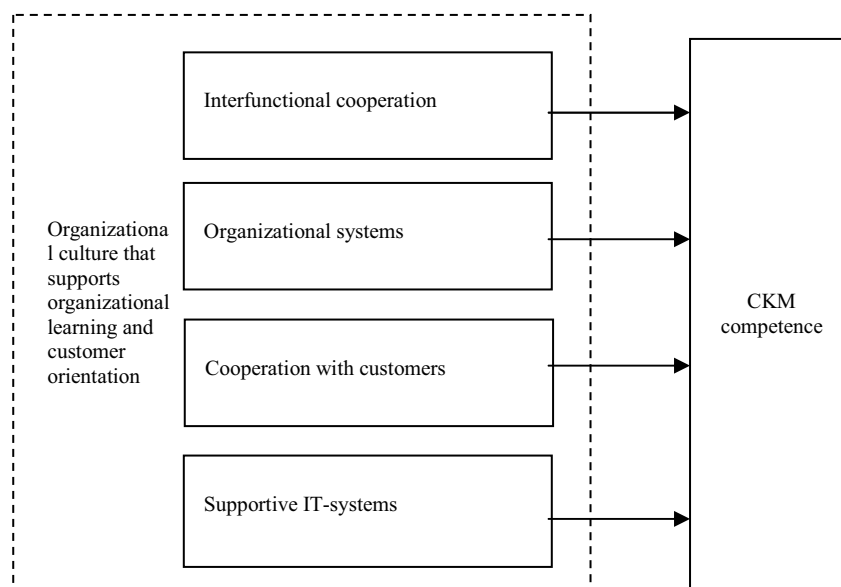 Interfunctional cooperation
Organizational systems
Organizationa
l culture that
supports
organizational
learning and
customer
orientation
Cooperation with customers
Supportive IT-systems
CKM
competence